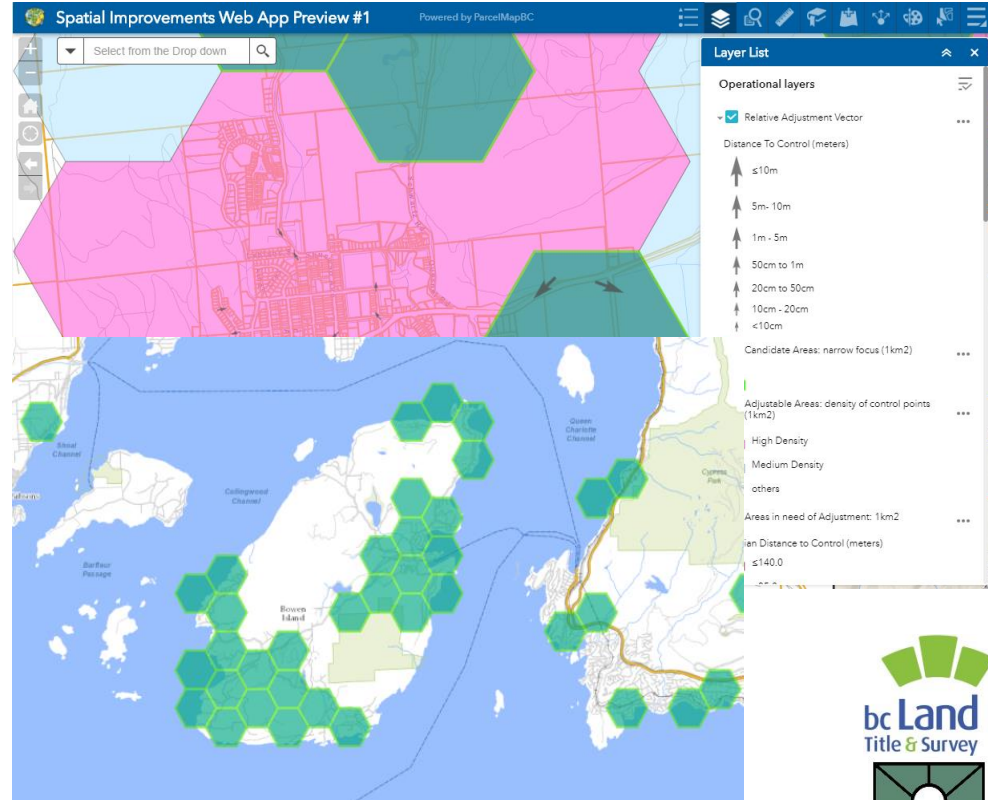 Spatial Improvements Web App Preview #1
Powered by ParcelMapBC
Select from the Drop down
Layer List
Operational layers
Relative Adjustment Vector
Distance To Control (meters)
≤10m
5m- 10m
1m - 5m
50cm to 1m
20cm to 50cm
10cm - 20cm
<10cm
Candidate Areas: narrow focus (1km2)
Adjustable Areas: density of control points
(1km2)
High Density
Medium Density
others
Areas in need of Adjustment: 1km2
ian Distance to Control (meters)
≤140.0
Shoal
Channel
Collingwood
Channel
Queen
Charlotte
Channel
Cypress
Park
Barfleur
Passage
Bowen
Island
bc Land
Title & Survey